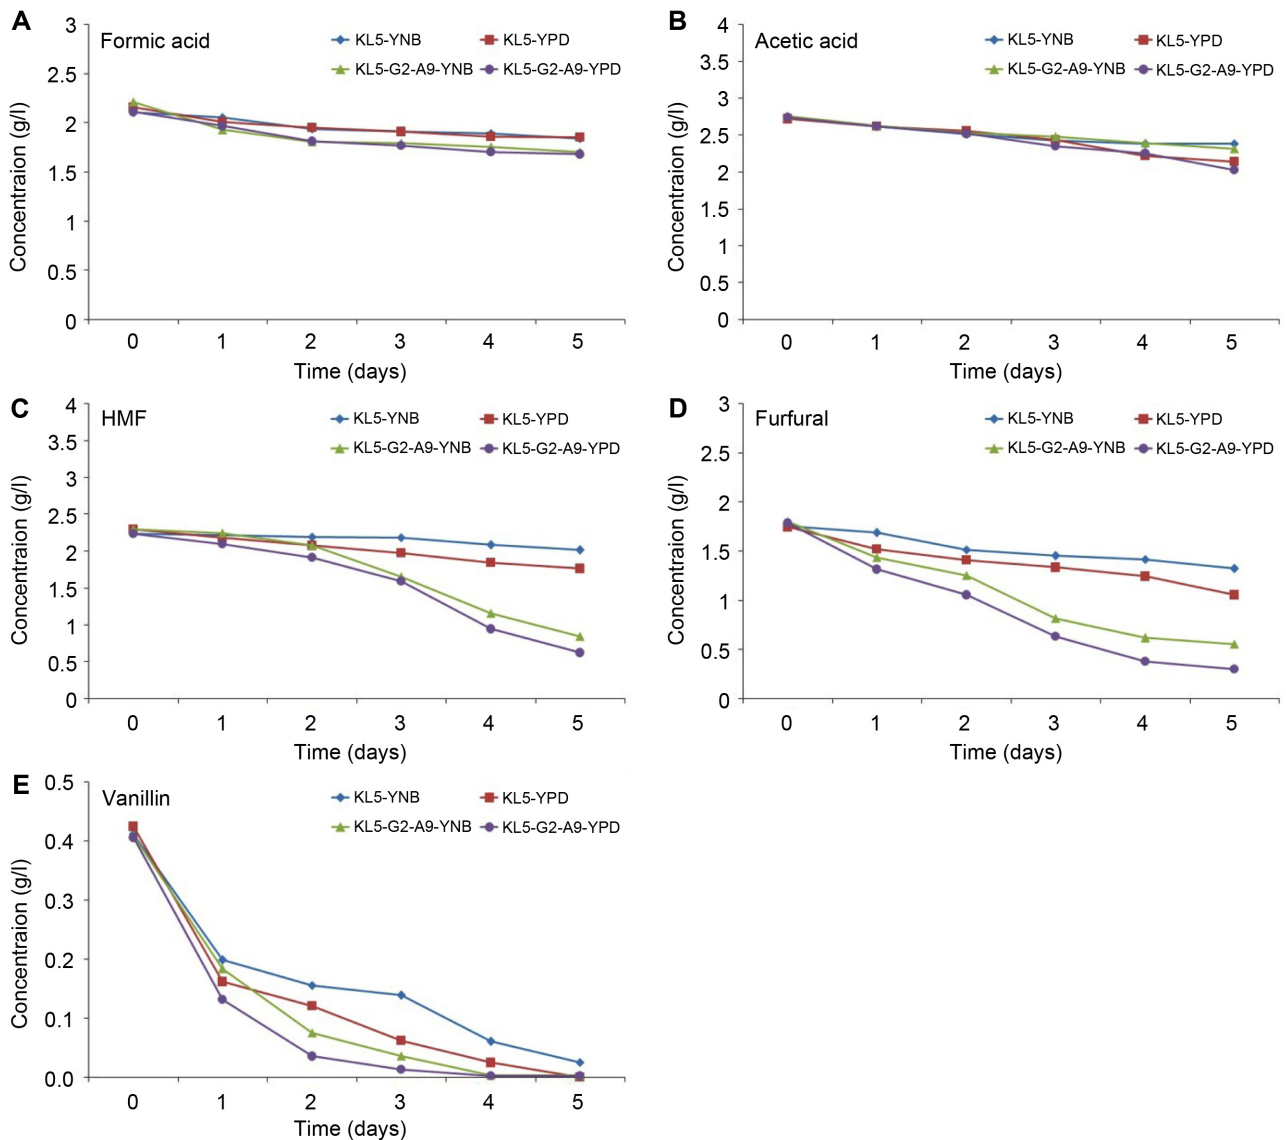 A
Formic acid
KL5-YNB
KL5-YPD
KL5-G2-A9-YNB
KL5-G2-A9-YPD
Concentraion (g/l)
3
2.5
2
1.5
1
0.5
0
0 1 2 3 4 5
Time (days)
B
Acetic acid
KL5-YNB
KL5-YPD
KL5-G2-A9-YNB
KL5-G2-A9-YPD
Concentraion (g/l)
4
3.5
3
2.5
2
1.5
1
0.5
0
0 1 2 3 4 5
Time (days)
C
HMF
KL5-YNB
KL5-YPD
KL5-G2-A9-YNB
KL5-G2-A9-YPD
Concentraion (g/l)
4
3.5
3
2.5
2
1.5
1
0.5
0
0 1 2 3 4 5
Time (days)
D
Furfural
KL5-YNB
KL5-YPD
KL5-G2-A9-YNB
KL5-G2-A9-YPD
Concentraion (g/l)
3
2.5
2
1.5
1
0.5
0
0 1 2 3 4 5
Time (days)
E
Vanillin
KL5-YNB
KL5-YPD
KL5-G2-A9-YNB
KL5-G2-A9-YPD
Concentraion (g/l)
0.5
0.4
0.3
0.2
0.1
0.0
0 1 2 3 4 5
Time (days)